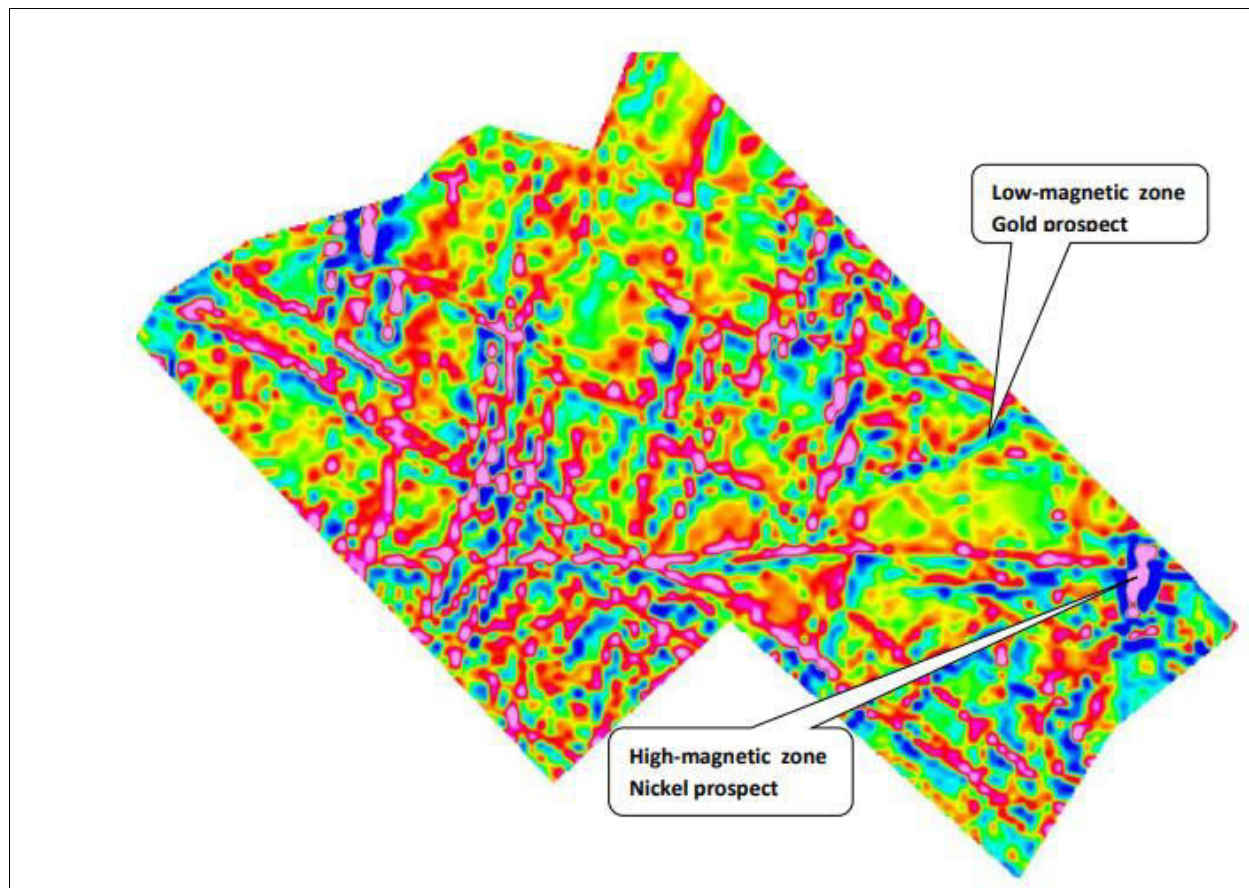 Low-magnetic zone
Gold prospect
High-magnetic zone
Nickel prospect